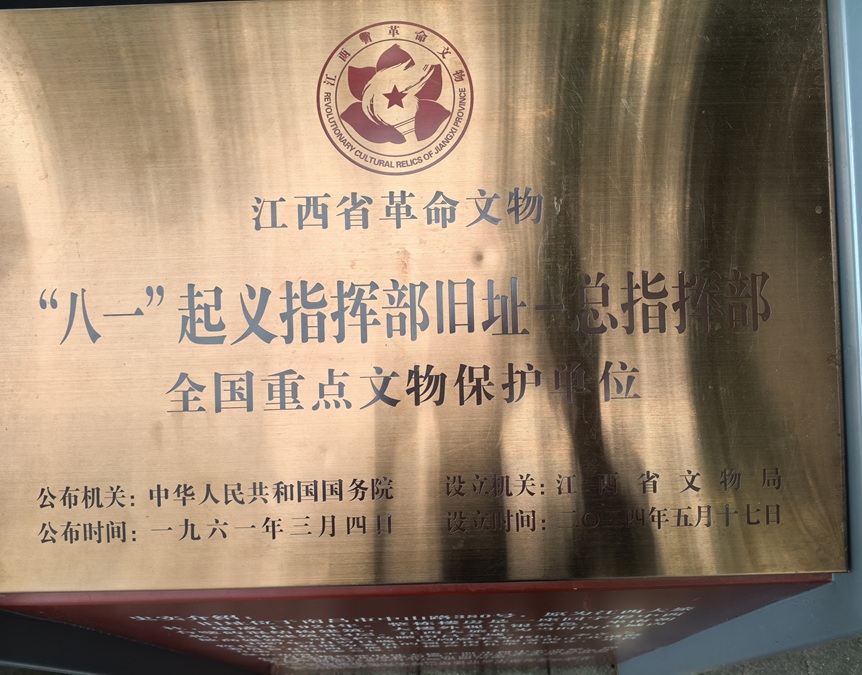 江西省革命文物
REVOLUTIONARY CULTURAL RELICS OF JIANGXI PROVINCE
江西省革命文物
“八一”起义指挥部旧址-总指挥部
全国重点文物保护单位
公布机关：中华人民共和国国务院
公布时间：一九六一年三月四日
设立机关：江西省文物局
设立时间：二〇二四年五月十七日